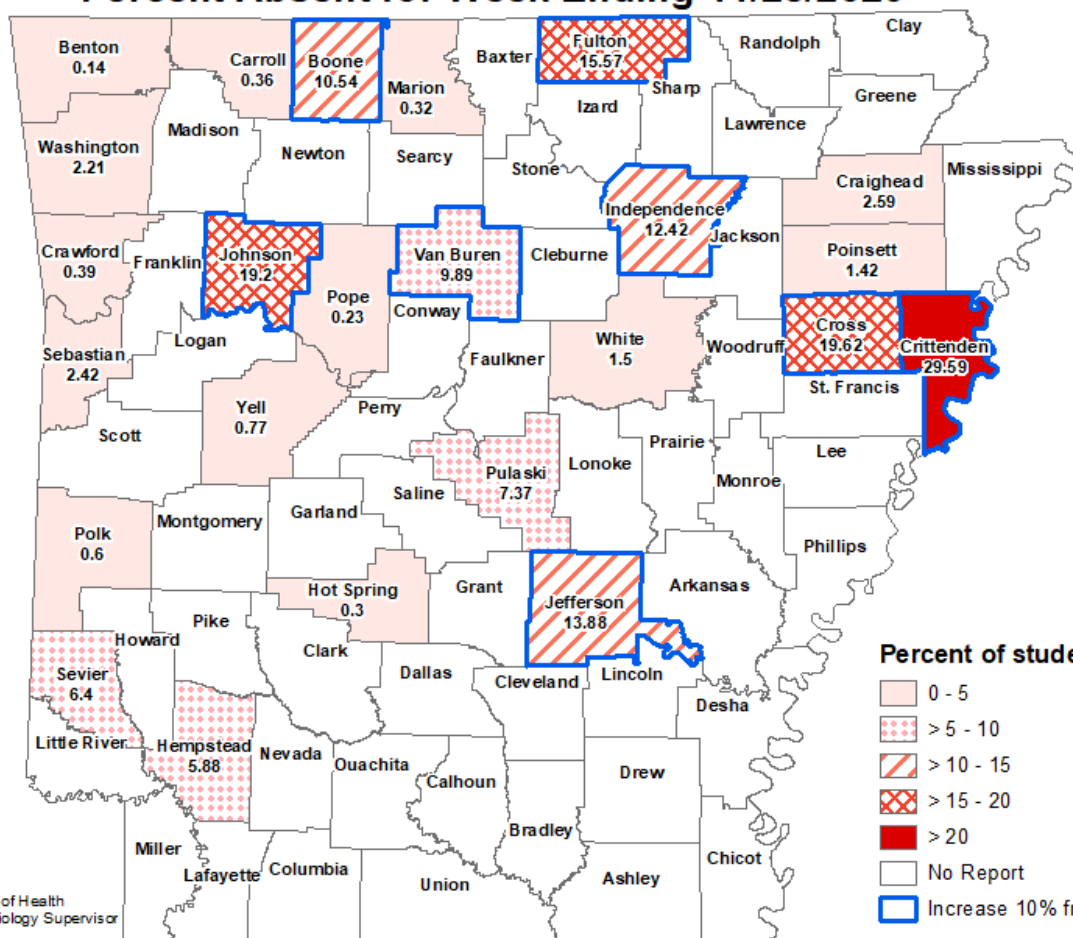 Benton
0.14
Carroll
0.36
Boone
10.54
Marion
0.32
Baxter
Fulton
15.57
Sharp
Randolph
Clay
Greene
Izard
Lawrence
Madison
Washington
2.21
Newton
Searcy
Stone
Mississippi
Craighead
2.59
Independence
12.42
Jackson
Crawford
0.39
Franklin
Johnson
19.2
Van Buren
9.89
Cleburne
Poinsett
1.42
Pope
0.23
Conway
Logan
Sebastian
2.42
Faulkner
White
1.5
Woodruff
Cross
19.62
Crittenden
29.59
St. Francis
Yell
0.77
Perry
Scott
Pulaski
7.37
Lonoke
Prairie
Lee
Monroe
Saline
Garland
Montgomery
Polk
0.6
Phillips
Hot Spring
0.3
Grant
Jefferson
13.88
Arkansas
Pike
Howard
Clark
Dallas
Cleveland
Lincoln
Desha
Sevier
6.4
Little River
Hempstead
5.88
Nevada
Ouachita
Calhoun
Drew
Bradley
Miller
Lafayette
Columbia
Union
Ashley
Chicot
of Health
iology Supervisor
Percent of stude
0 - 5
> 5 - 10
> 10 - 15
> 15 - 20
> 20
No Report
Increase 10% fr